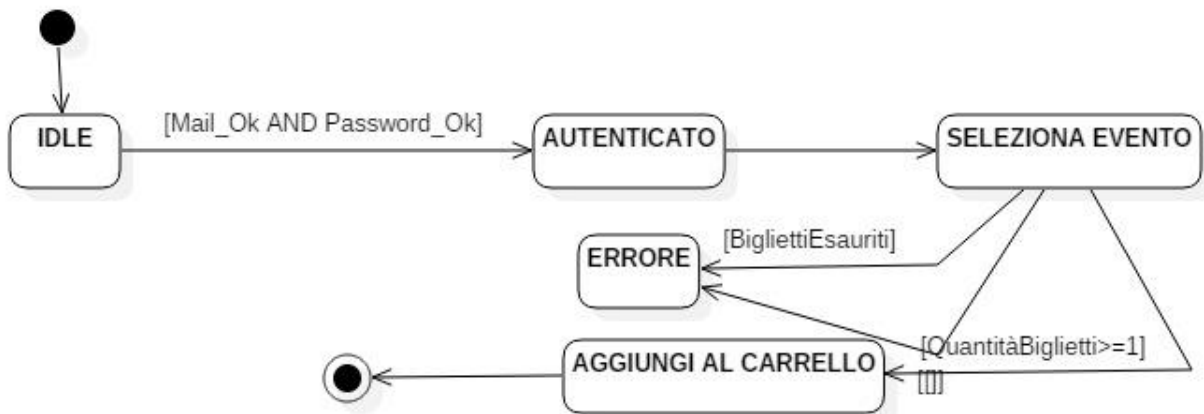 IDLE
[Mail_Ok AND Password_Ok]
AUTENTICATO
SELEZIONA EVENTO
[BigliettiEsauriti]
ERRORE
[QuantitàBiglietti>=1]
AGGIUNGI AL CARRELLO
[[]]